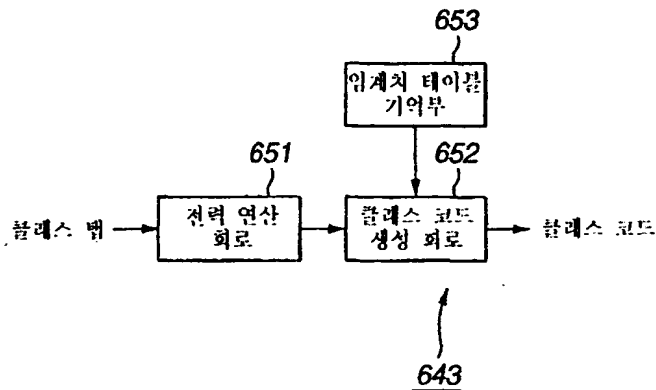 653
임계치 테이블
기억부
651
652
클래스 탭
전력 연산
회로
클래스 코드
생성 회로
클래스 코드
643